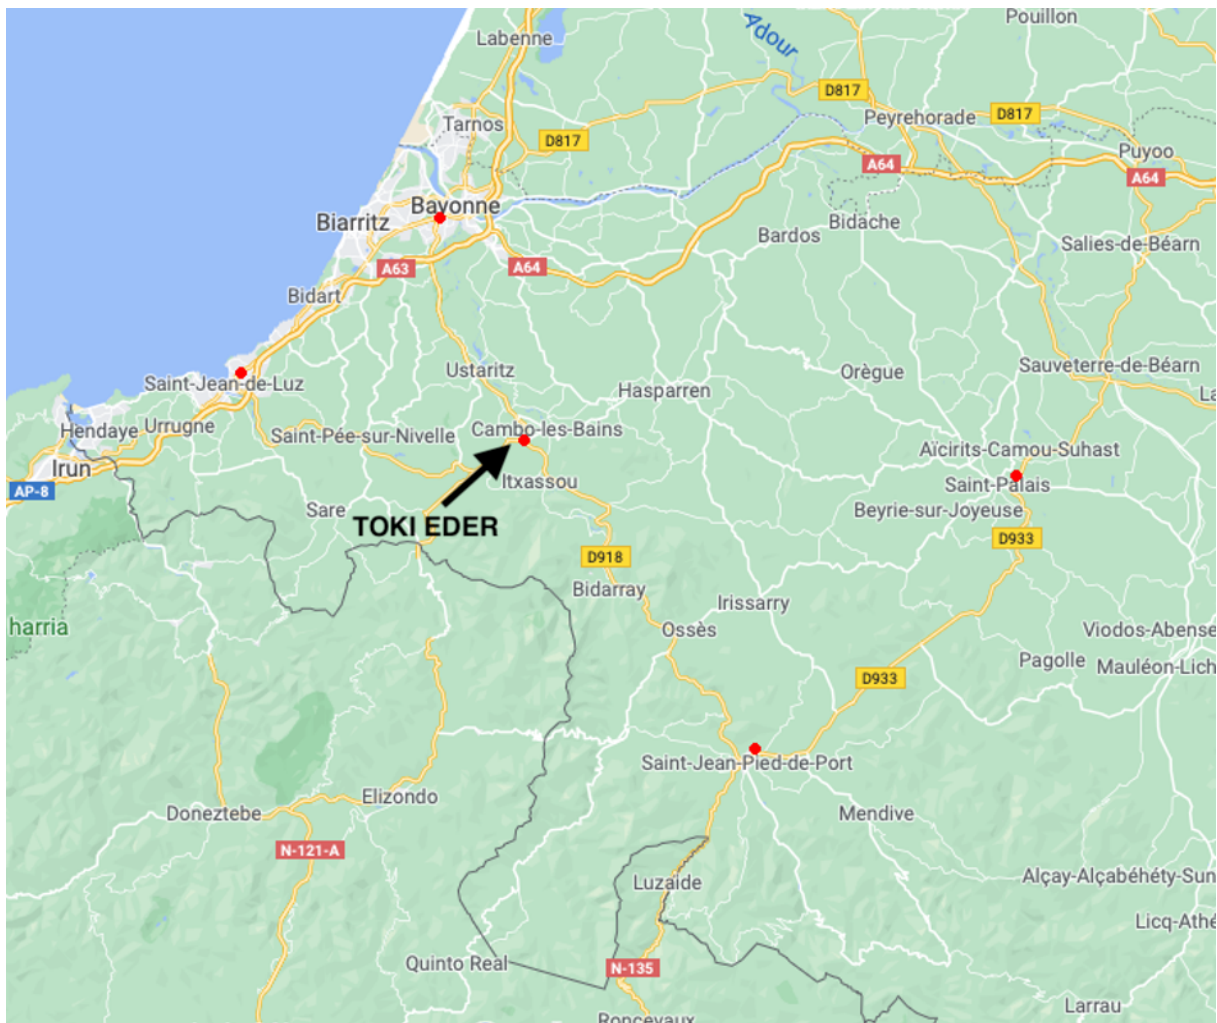 Pouillon
Labenne
Adour
D817
Peyrehorade
D817
Tarnos
D817
Puyoo
A64
A64
Bayonne
Biarritz
Bidache
Bardos
Salies-de-Béarn
A63
A64
Bidart
Ustaritz
Orègue
Sauveterre-de-Béarn
Saint-Jean-de-Luz
Hasparren
La
Hendaye
Urrugne
Saint-Pée-sur-Nivelle
Cambo-les-Bains
Aïcirits-Camou-Suhast
Irun
Itxassou
Saint-Palais
AP-8
Sare
Beyrie-sur-Joyeuse
TOKI EDER
D933
D918
Bidarray
Irissarry
harria
Ossès
Viodos-Abense
Pagolle
Mauléon-Lich
D933
Saint-Jean-Pied-de-Port
Elizondo
Doneztebe
Mendive
N-121-A
Luzaide
Alçay-Alçabéhéty-Sun
Licq-Athé
Quinto Real
N-135
Larrau
Roncevaux